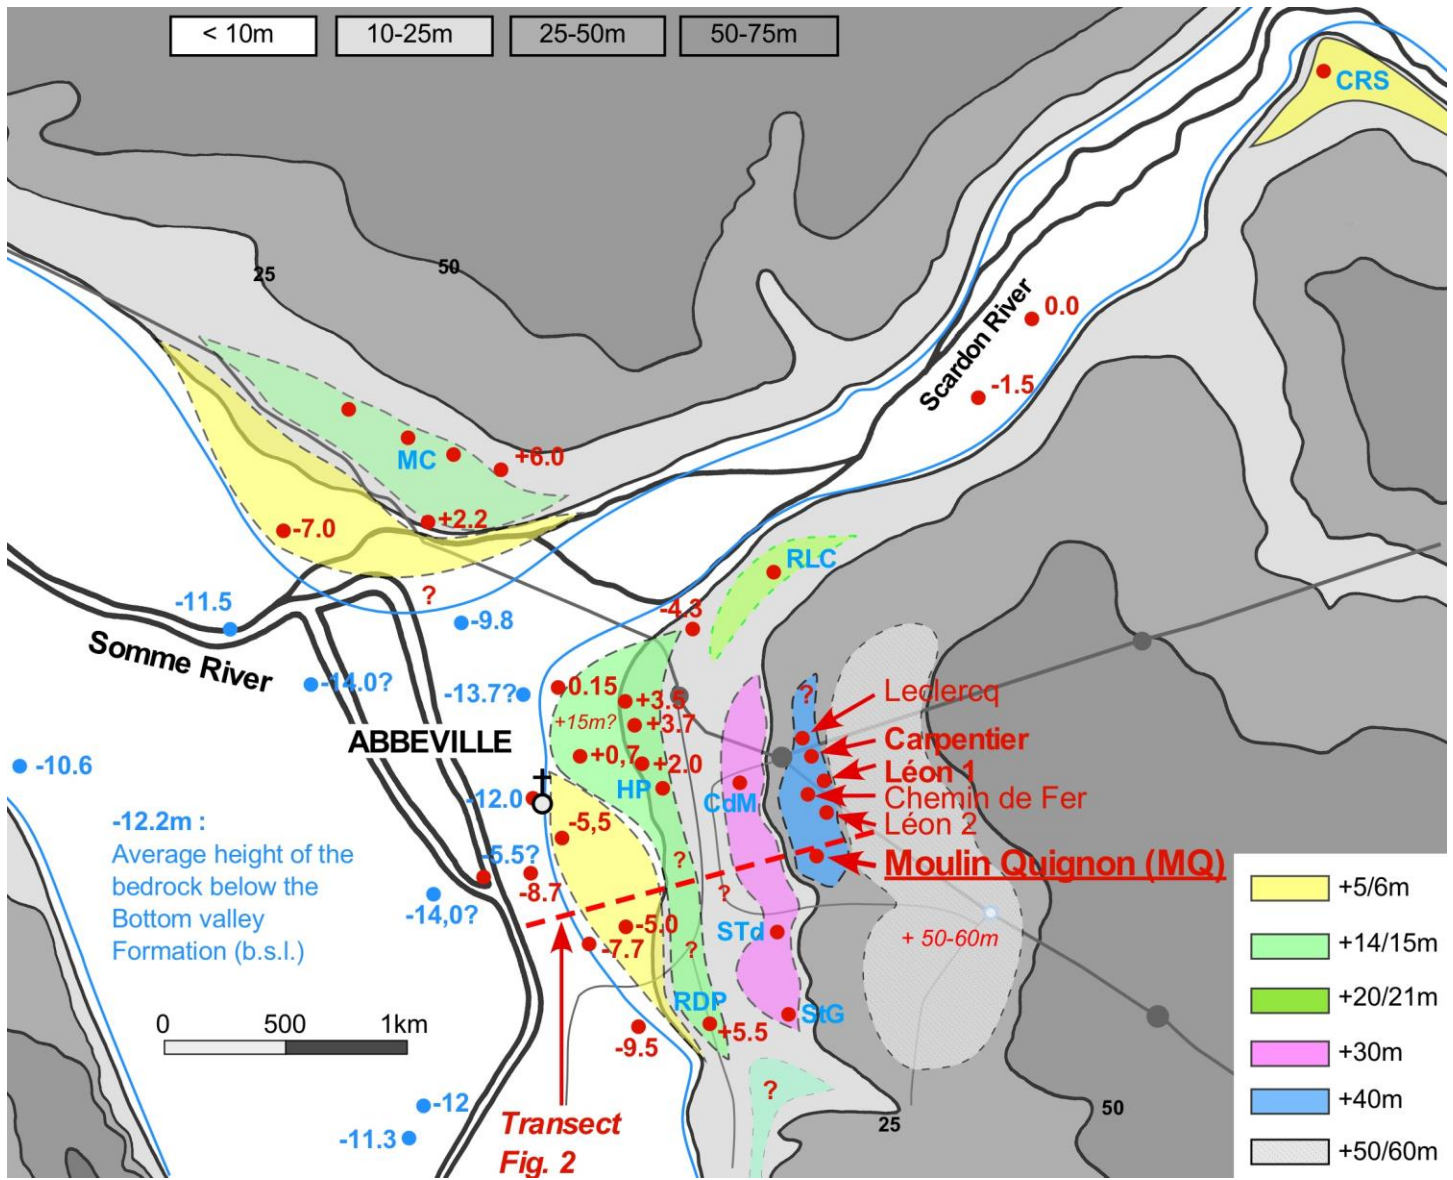 < 10m
10-25m
25-50m
50-75m
CRS
25
50
Scardon River
0.0
-1.5
MC
+6.0
+2.2
-7.0
?
RLC
-4.3
-11.5
-9.8
Somme River
-14.0?
-13.7?
0.15
+3.5
+15m?
+3.7
ABBEVILLE
+0,7
+2.0
HP
?
Leclercq
Carpentier
Léon 1
Chemin de Fer
Léon 2
Moulin Quignon (MQ)
CdM
-10.6
-12.0
-5,5
-5.5?
-8.7
-14,0?
?
?
-5.0
-7.7
?
STd
+ 50-60m
RDP
+5.5
StG
-9.5
-12.2m :
Average height of the
bedrock below the
Bottom valley
Formation (b.s.l.)
0
500
1km
-12
-11.3
Transect
Fig. 2
?
25
50
+5/6m
+14/15m
+20/21m
+30m
+40m
+50/60m